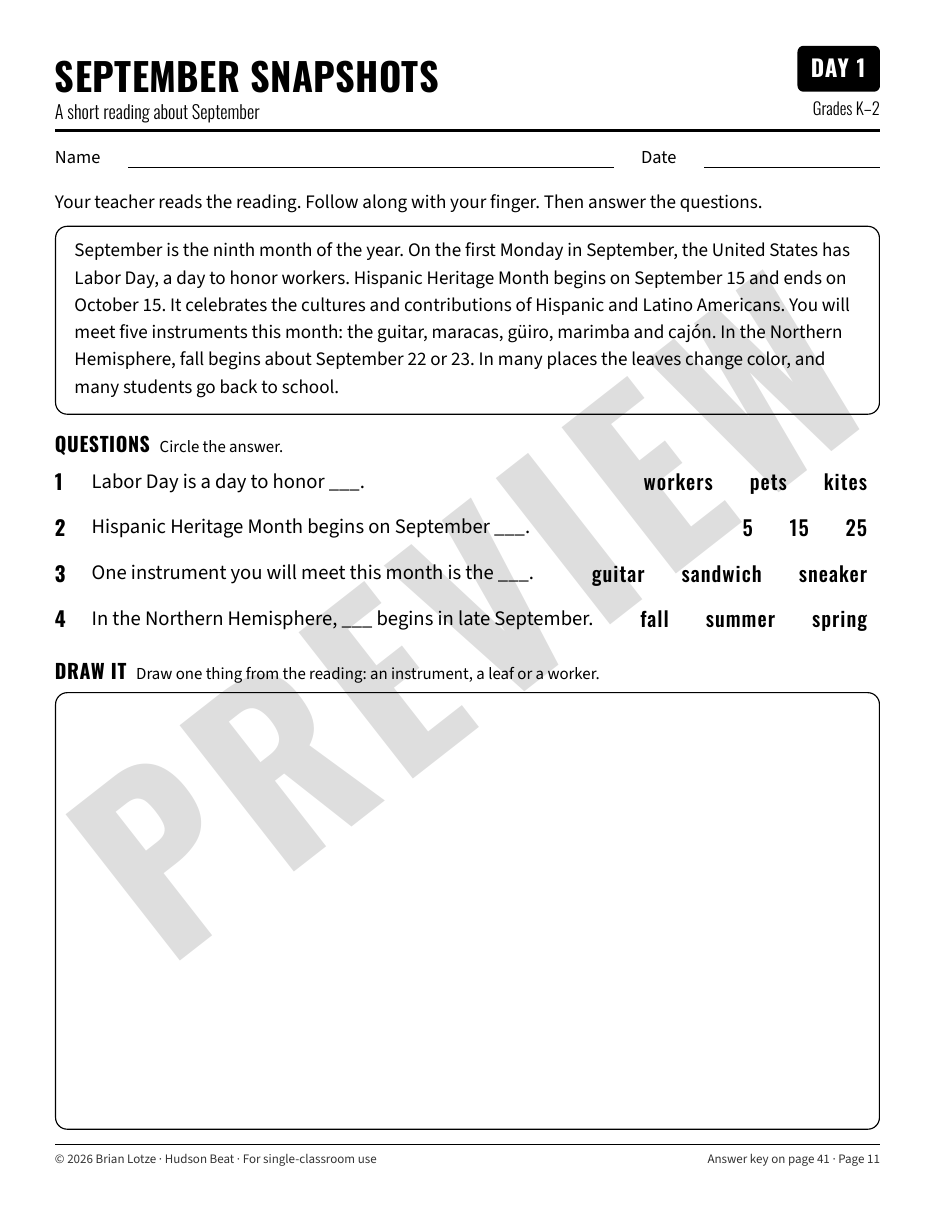 SEPTEMBER SNAPSHOTS
DAY 1
A short reading about September
Grades K–2
Name
Date
Your teacher reads the reading. Follow along with your finger. Then answer the questions.
September is the ninth month of the year. On the first Monday in September, the United States has
Labor Day, a day to honor workers. Hispanic Heritage Month begins on September 15 and ends on
October 15. It celebrates the cultures and contributions of Hispanic and Latino Americans. You will
meet five instruments this month: the guitar, maracas, güiro, marimba and cajón. In the Northern
Hemisphere, fall begins about September 22 or 23. In many places the leaves change color, and
many students go back to school.
QUESTIONS Circle the answer.
1 Labor Day is a day to honor ___. workers pets kites
2 Hispanic Heritage Month begins on September ___. 5 15 25
3 One instrument you will meet this month is the ___. guitar sandwich sneaker
4 In the Northern Hemisphere, ___ begins in late September. fall summer spring
DRAW IT Draw one thing from the reading: an instrument, a leaf or a worker.
PREVIEW
© 2026 Brian Lotze · Hudson Beat · For single-classroom use
Answer key on page 41 · Page 11